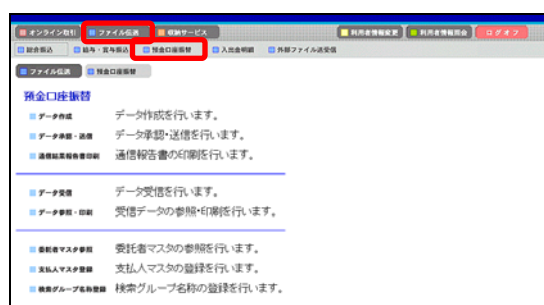 オンライン取引 ファイル伝送 収納サービス 利用者情報変更 利用者情報照会 ログオフ
総合振込 給与・賞与振込 預金口座振替 入出金明細 外部ファイル送受信
ファイル伝送 預金口座振替
預金口座振替
データ作成 データ作成を行います。
データ承認・送信 データ承認・送信を行います。
通信結果報告書印刷 通信報告書の印刷を行います。
データ受信 データ受信を行います。
データ参照・印刷 受信データの参照・印刷を行います。
委託者マスタ参照 委託者マスタの参照を行います。
支払人マスタ登録 支払人マスタの登録を行います。
検索グループ名称登録 検索グループ名称の登録を行います。